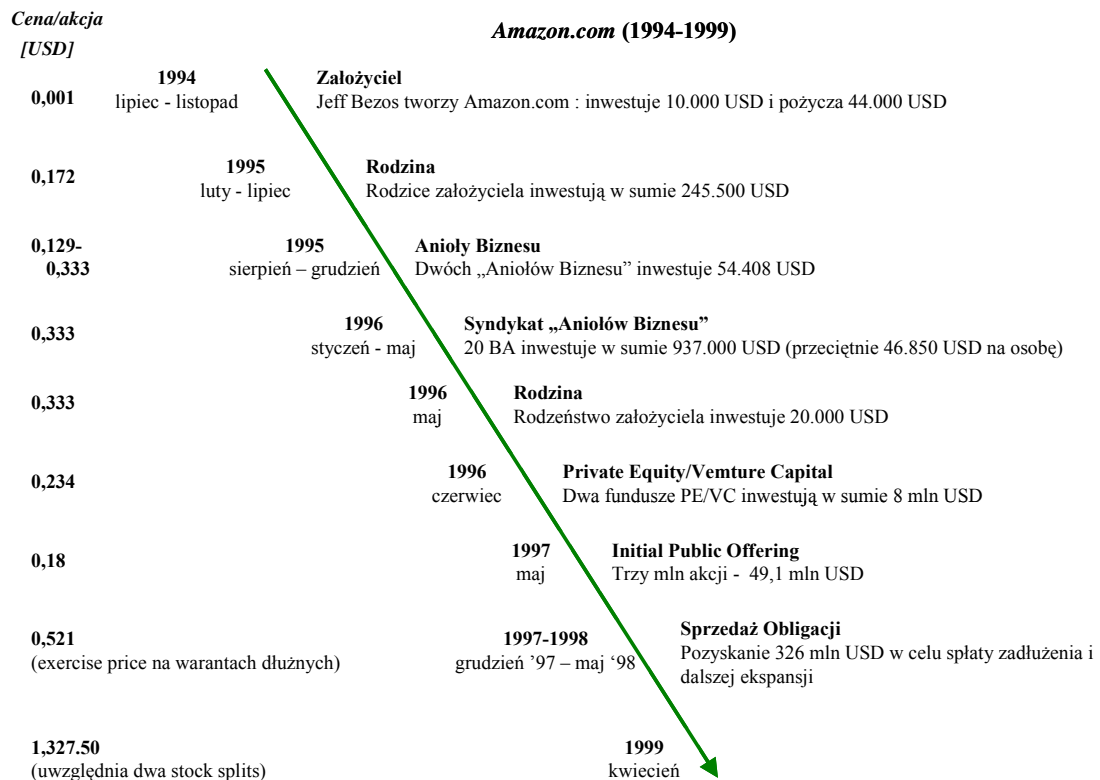 Cena/akcja
[USD]
Amazon.com (1994-1999)
1994
lipiec - listopad
0,001
Założyciel
Jeff Bezos tworzy Amazon.com : inwestuje 10.000 USD i pożycza 44.000 USD
1995
luty - lipiec
0,172
Rodzina
Rodzice założyciela inwestują w sumie 245.500 USD
0,129-
0,333
1995
sierpień – grudzień
Anioły Biznesu
Dwóch „Aniołów Biznesu” inwestuje 54.408 USD
0,333
1996
styczeń - maj
Syndykat „Aniołów Biznesu”
20 BA inwestuje w sumie 937.000 USD (przeciętnie 46.850 USD na osobę)
0,333
1996
maj
Rodzina
Rodzeństwo założyciela inwestuje 20.000 USD
0,234
1996
czerwiec
Private Equity/Vemture Capital
Dwa fundusze PE/VC inwestują w sumie 8 mln USD
0,18
1997
maj
Initial Public Offering
Trzy mln akcji - 49,1 mln USD
0,521
(exercise price na warantach dłużnych)
1997-1998
grudzień ’97 – maj ‘98
Sprzedaż Obligacji
Pozyskanie 326 mln USD w celu spłaty zadłużenia i
dalszej ekspansji
1,327.50
(uwzględnia dwa stock splits)
1999
kwiecień